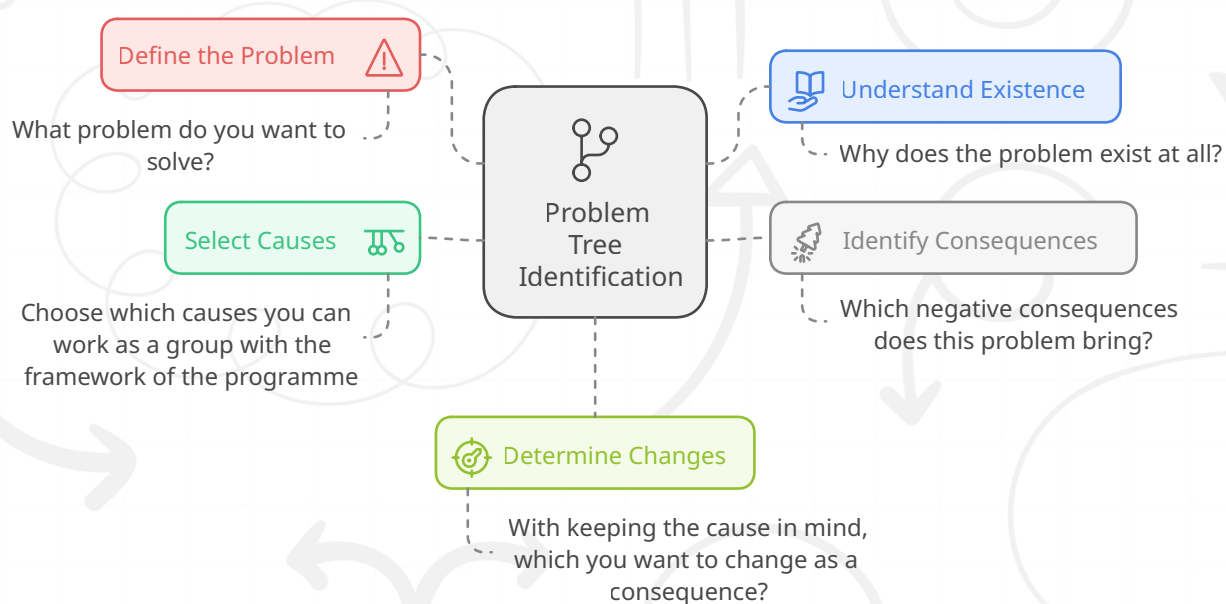 Define the Problem
What problem do you want to
solve?
Understand Existence
Why does the problem exist at all?
Problem
Tree
Identification
Select Causes
Choose which causes you can
work as a group with the
framework of the programme
Identify Consequences
Which negative consequences
does this problem bring?
Determine Changes
With keeping the cause in mind,
which you want to change as a
consequence?